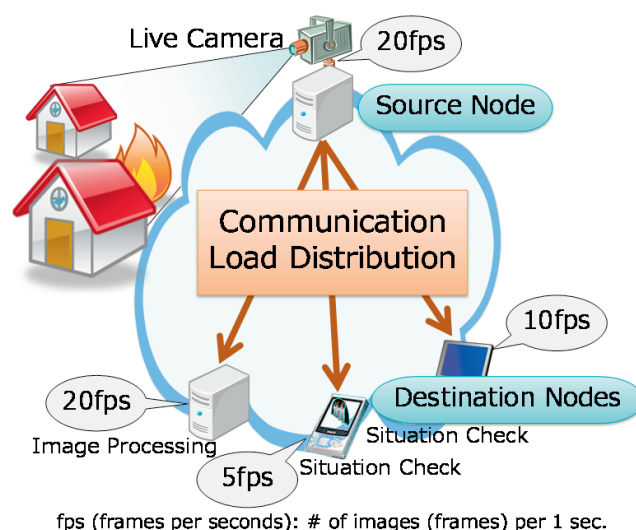 Live Camera
20fps
Source Node
Communication
Load Distribution
10fps
20fps
Destination Nodes
Image Processing
Situation Check
5fps
Situation Check
fps (frames per seconds): # of images (frames) per 1 sec.